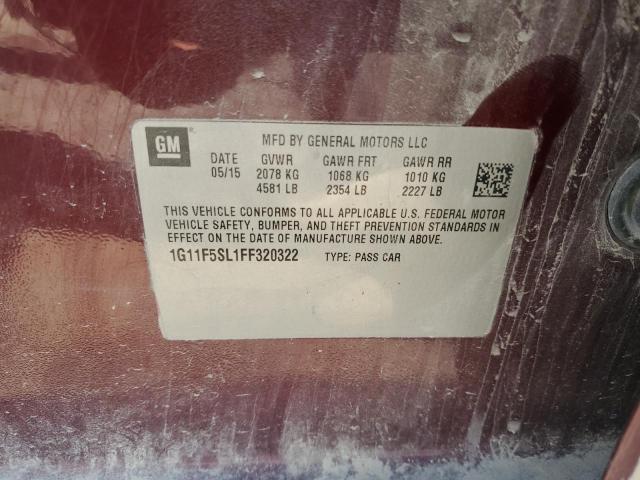 GM
MFD BY GENERAL MOTORS LLC
DATE GVWR GAWR FRT GAWR RR
05/15 2078 KG 1068 KG 1010 KG
4581 LB 2354 LB 2227 LB
THIS VEHICLE CONFORMS TO ALL APPLICABLE U.S. FEDERAL MOTOR
VEHICLE SAFETY, BUMPER, AND THEFT PREVENTION STANDARDS IN
EFFECT ON THE DATE OF MANUFACTURE SHOWN ABOVE.
1G11F5SL1FF320322 TYPE: PASS CAR